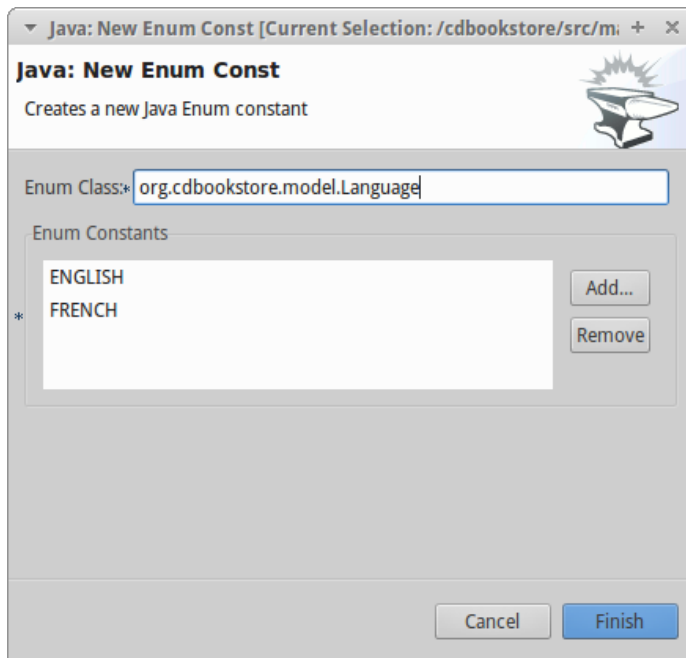 Java: New Enum Const [Current Selection: /cdbookstore/src/m
Java: New Enum Const
Creates a new Java Enum constant
Enum Class:* org.cdbookstore.model.Language
Enum Constants
ENGLISH
Add...
FRENCH
*
Remove
Cancel Finish